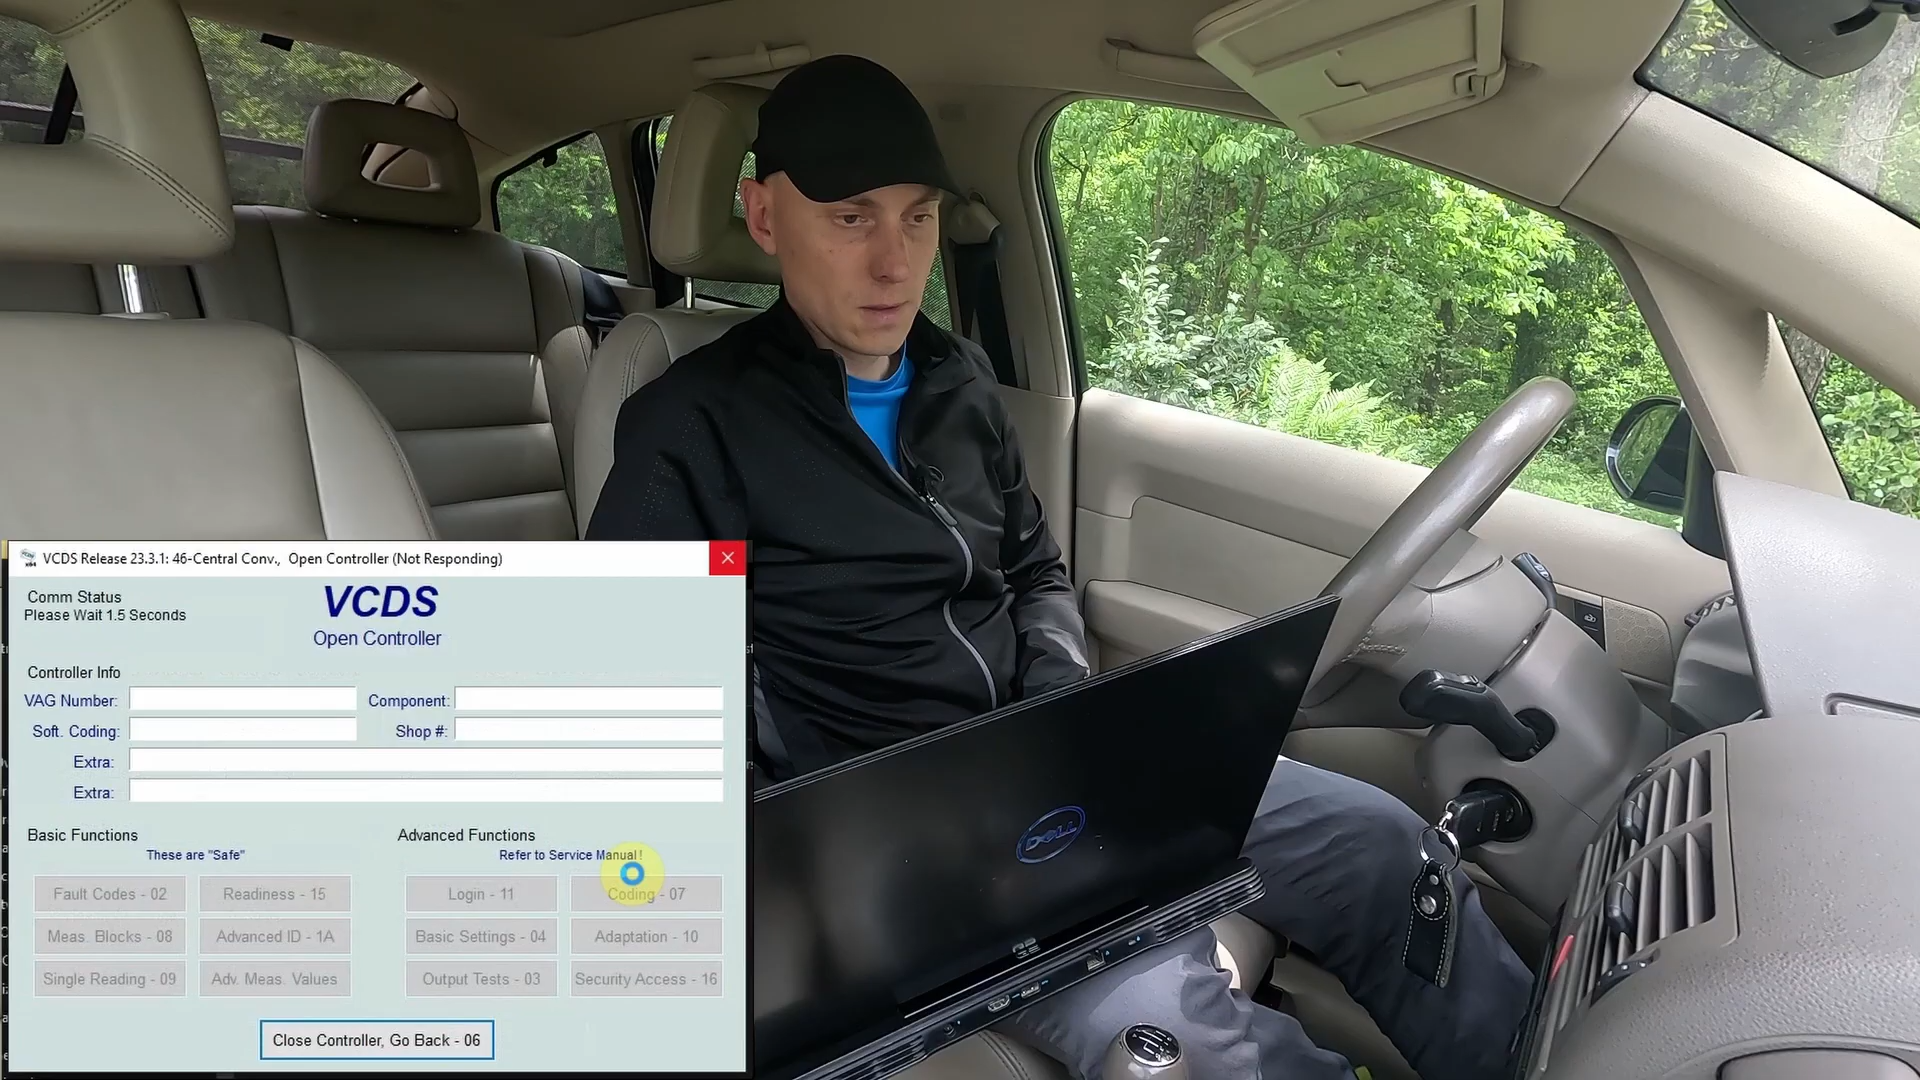 VCDS Release 23.3.1: 46-Central Conv., Open Controller (Not Responding)
Comm Status
Please Wait 1.5 Seconds
VCDS
Open Controller
Controller Info
VAG Number:
Component:
Soft. Coding:
Shop #:
Extra:
Extra:
Basic Functions
These are "Safe"
Advanced Functions
Refer to Service Manual!
Fault Codes - 02
Readiness - 15
Login - 11
Coding - 07
Meas. Blocks - 08
Advanced ID - 1A
Basic Settings - 04
Adaptation - 10
Single Reading - 09
Adv. Meas. Values
Output Tests - 03
Security Access - 16
Close Controller, Go Back - 06
DELL